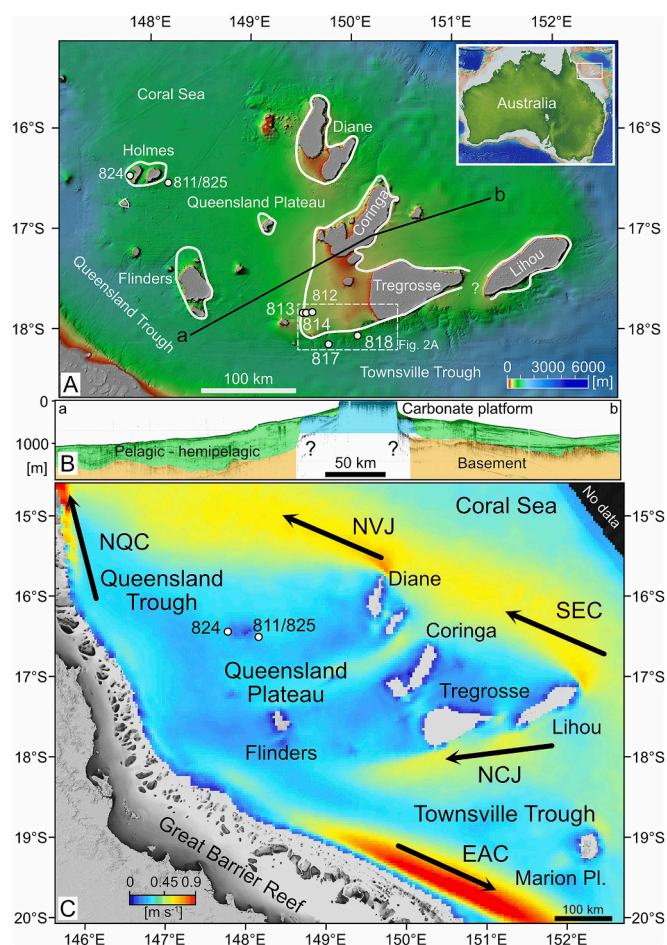 148°E 149°E 150°E 151°E 152°E
Coral Sea
Australia
16°S
Diane
Holmes
824
811/825
b
17°S
Queensland Plateau
Coringa
Flinders
Lihou
Queensland Trough
Tregrosse
?
a
813 812
814
18°S
818
Fig. 2A
817
A
100 km
Townsville Trough
0 3000 6000
[m]
0 a Carbonate platform b
1000
[m]
B
Pelagic - hemipelagic
? ?
50 km
Basement
15°S
NQC
NVJ
Coral Sea
No data
Queensland
Trough
16°S
Diane
SEC
824 811/825
Coringa
17°S
Queensland
Plateau
Tregrosse
Lihou
18°S
Flinders
NCJ
Townsville Trough
19°S
Great Barrier Reef
EAC
Marion Pl.
0 0.45 0.9
[m s⁻¹]
C
100 km
20°S
146°E 147°E 148°E 149°E 150°E 151°E 152°E